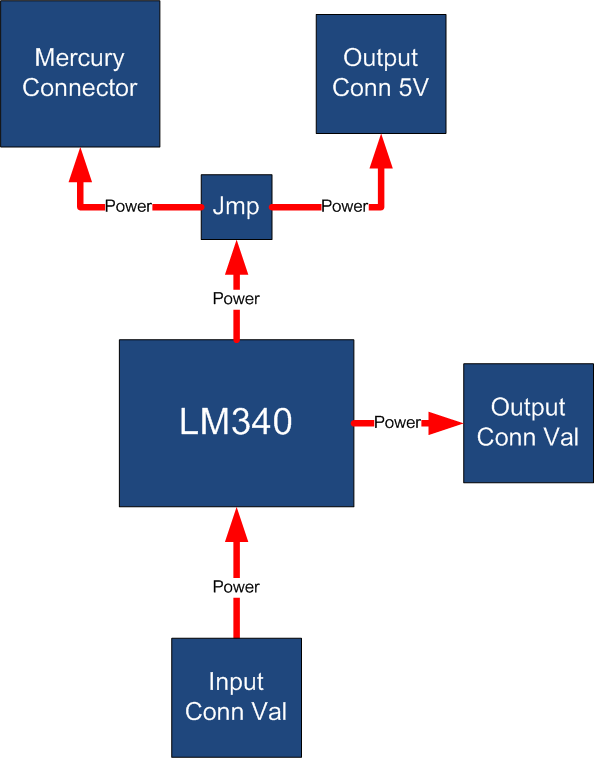 Mercury
Connector
Output
Conn 5V
Power
Jmp
Power
Power
LM340
Power
Output
Conn Val
Power
Input
Conn Val